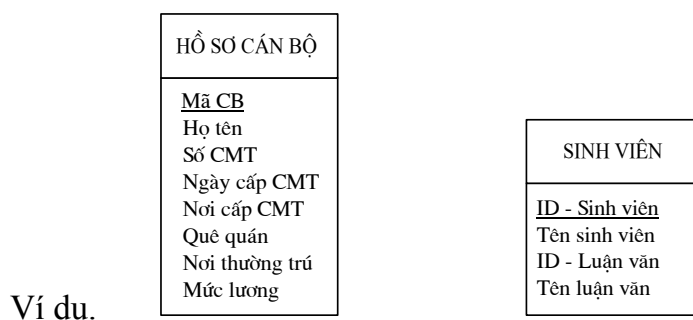 HỒ SƠ CÁN BỘ
Mã CB
Họ tên
Số CMT
Ngày cấp CMT
Nơi cấp CMT
Quê quán
Nơi thường trú
Mức lương
SINH VIÊN
ID - Sinh viên
Tên sinh viên
ID - Luận văn
Tên luận văn
Ví du.